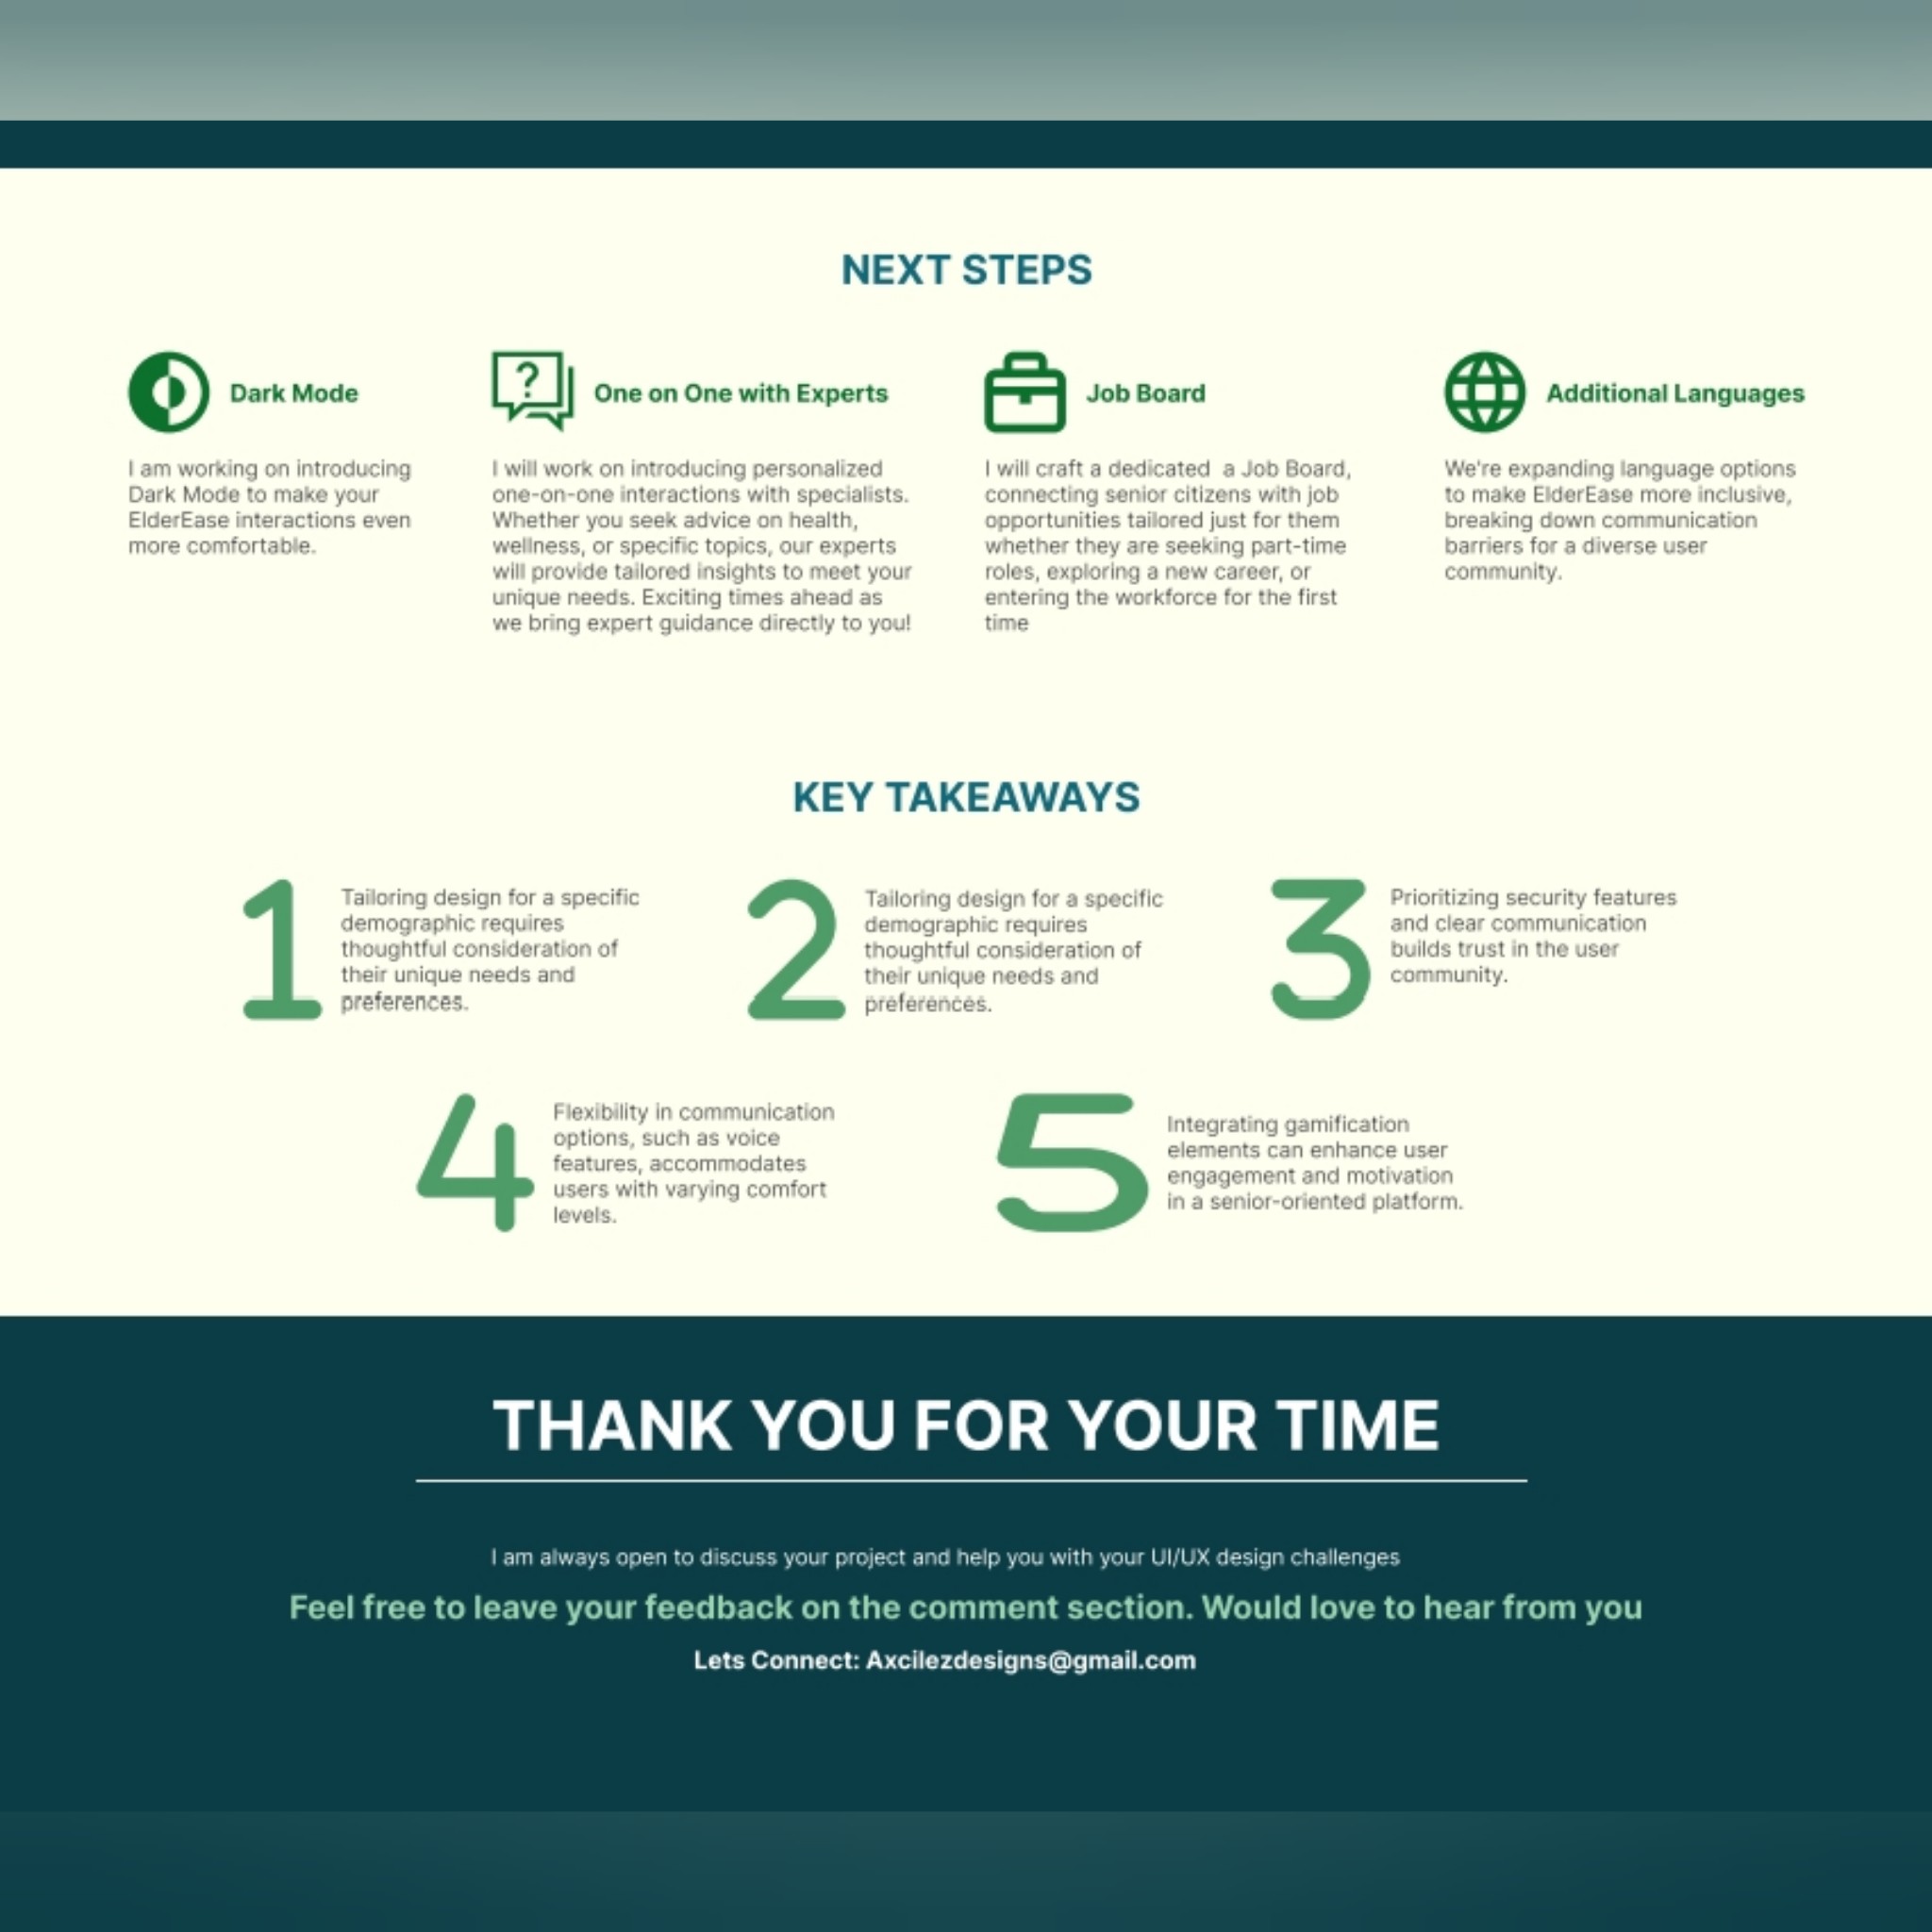 NEXT STEPS
Dark Mode
I am working on introducing
Dark Mode to make your
ElderEase interactions even
more comfortable.
One on One with Experts
I will work on introducing personalized
one-on-one interactions with specialists.
Whether you seek advice on health,
wellness, or specific topics, our experts
will provide tailored insights to meet your
unique needs. Exciting times ahead as
we bring expert guidance directly to you!
Job Board
I will craft a dedicated  a Job Board,
connecting senior citizens with job
opportunities tailored just for them
whether they are seeking part-time
roles, exploring a new career, or
entering the workforce for the first
time
Additional Languages
We're expanding language options
to make ElderEase more inclusive,
breaking down communication
barriers for a diverse user
community.
KEY TAKEAWAYS
1
Tailoring design for a specific
demographic requires
thoughtful consideration of
their unique needs and
preferences.
2
Tailoring design for a specific
demographic requires
thoughtful consideration of
their unique needs and
preferences.
3
Prioritizing security features
and clear communication
builds trust in the user
community.
4
Flexibility in communication
options, such as voice
features, accommodates
users with varying comfort
levels.
5
Integrating gamification
elements can enhance user
engagement and motivation
in a senior-oriented platform.
THANK YOU FOR YOUR TIME
I am always open to discuss your project and help you with your UI/UX design challenges
Feel free to leave your feedback on the comment section. Would love to hear from you
Lets Connect: Axcilezdesigns@gmail.com